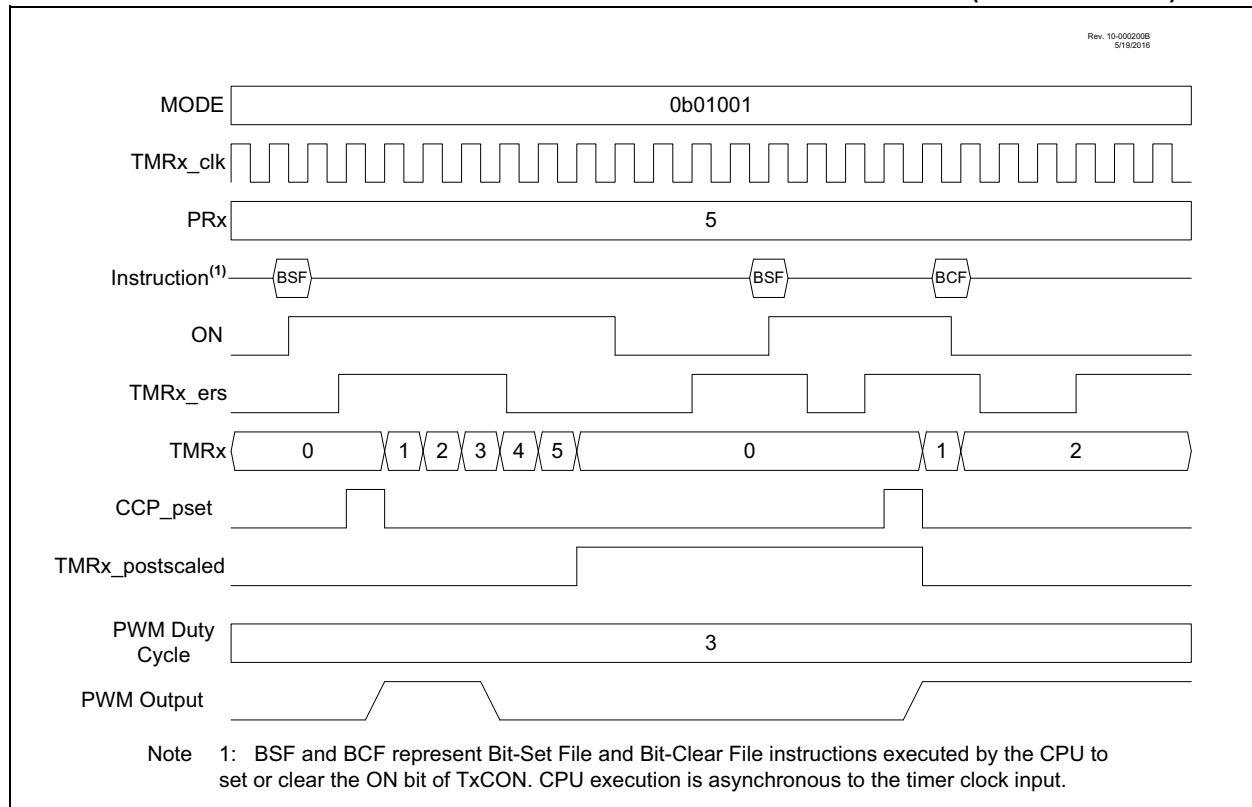 Rev. 10-000200B
5/19/2016
MODE 0b01001
TMRx_clk
PRx 5
Instruction(1) BSF BSF BCF
ON
TMRx_ers
TMRx 0 1 2 3 4 5 0 1 2
CCP_pset
TMRx_postscaled
PWM Duty
Cycle 3
PWM Output
Note 1: BSF and BCF represent Bit-Set File and Bit-Clear File instructions executed by the CPU to
set or clear the ON bit of TxCON. CPU execution is asynchronous to the timer clock input.